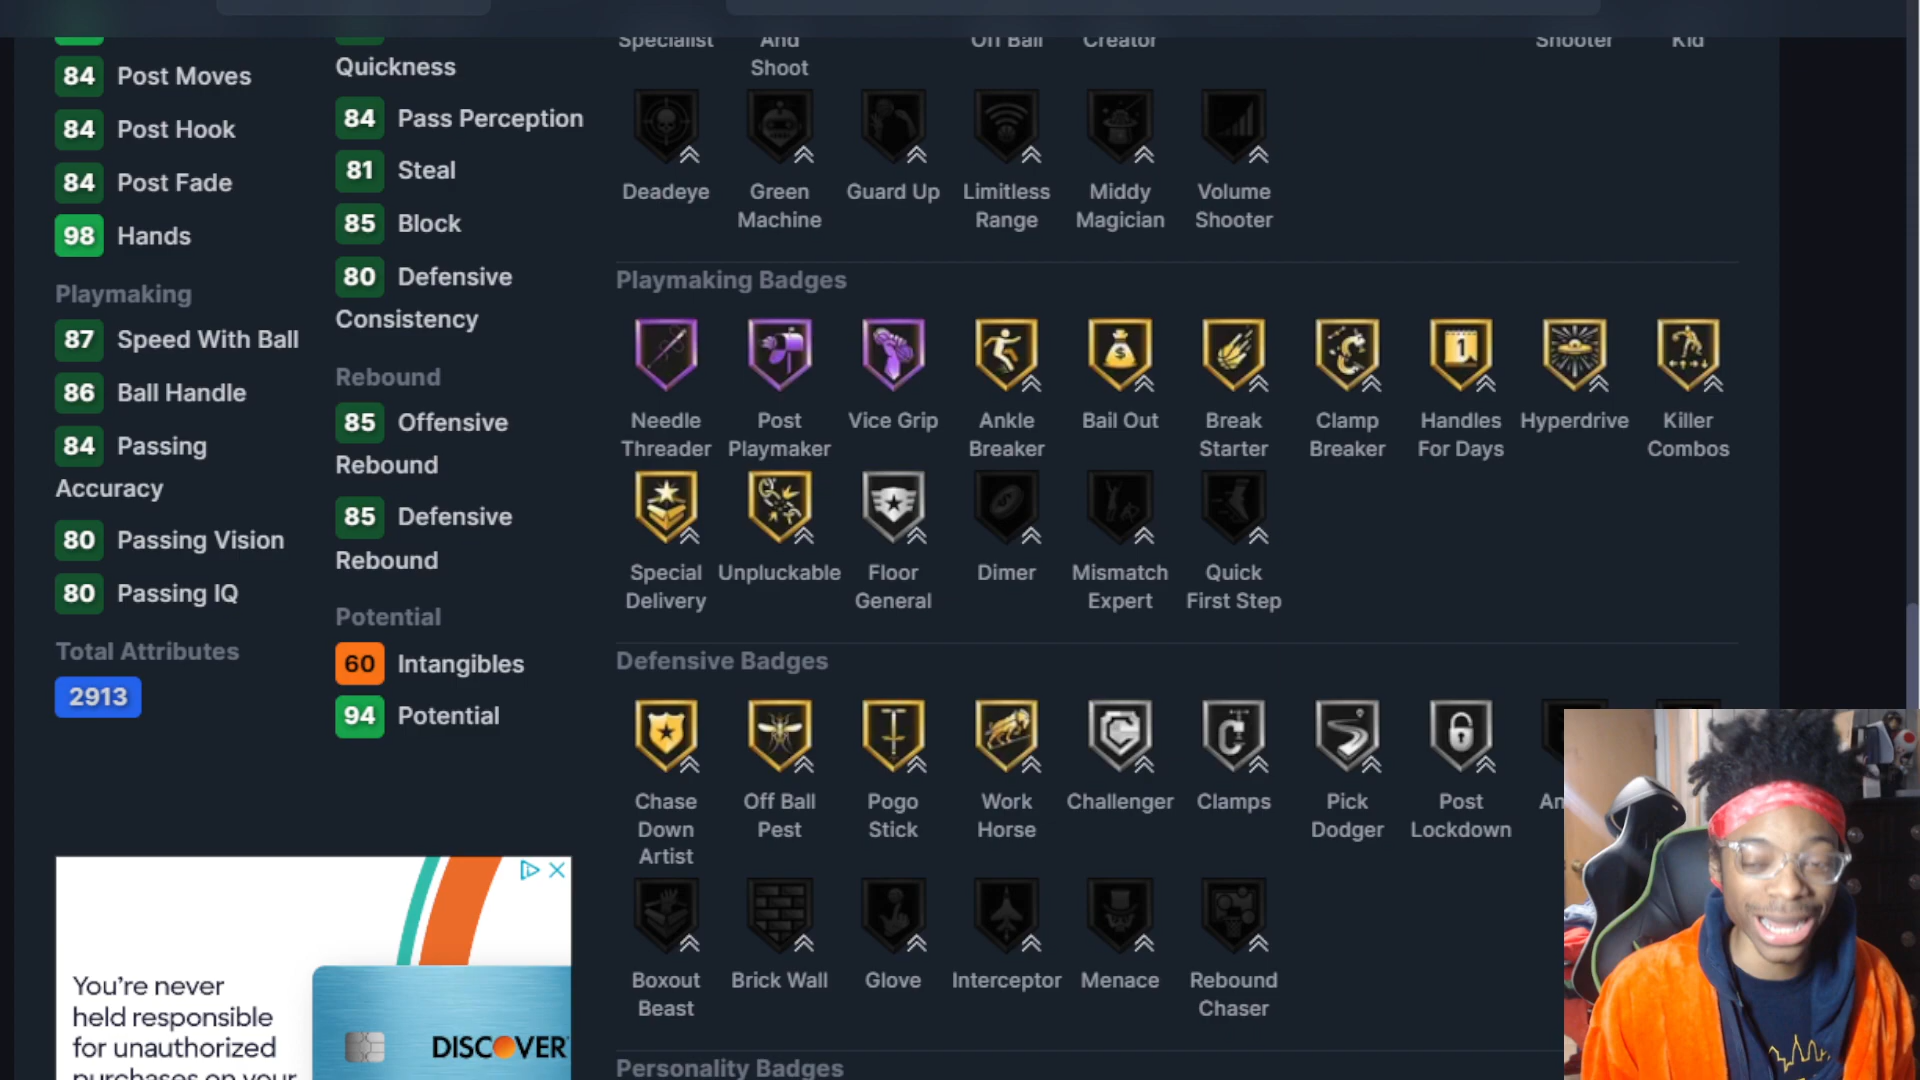 84 Post Moves
84 Post Hook
84 Post Fade
98 Hands
Playmaking
87 Speed With Ball
86 Ball Handle
84 Passing
Accuracy
80 Passing Vision
80 Passing IQ
Total Attributes
2913
Quickness
84 Pass Perception
81 Steal
85 Block
80 Defensive
Consistency
Rebound
85 Offensive
Rebound
85 Defensive
Rebound
Potential
60 Intangibles
94 Potential
Specialist And Off Ball Creator Shooter Kid
Shoot
Deadeye Green Guard Up Limitless Middy Volume
Machine Range Magician Shooter
Playmaking Badges
Needle Post Vice Grip Ankle Bail Out Break Clamp Handles Hyperdrive Killer
Threader Playmaker Breaker Starter Breaker For Days Combos
Special Unpluckable Floor Dimer Mismatch Quick
Delivery General Expert First Step
Defensive Badges
Chase Off Ball Pogo Work Challenger Clamps Pick Post
Down Pest Stick Horse Dodger Lockdown
Artist
Boxout Brick Wall Glove Interceptor Menace Rebound
Beast Chaser
Personality Badges
You're never
held responsible
for unauthorized
purchases on your
DISCOVER